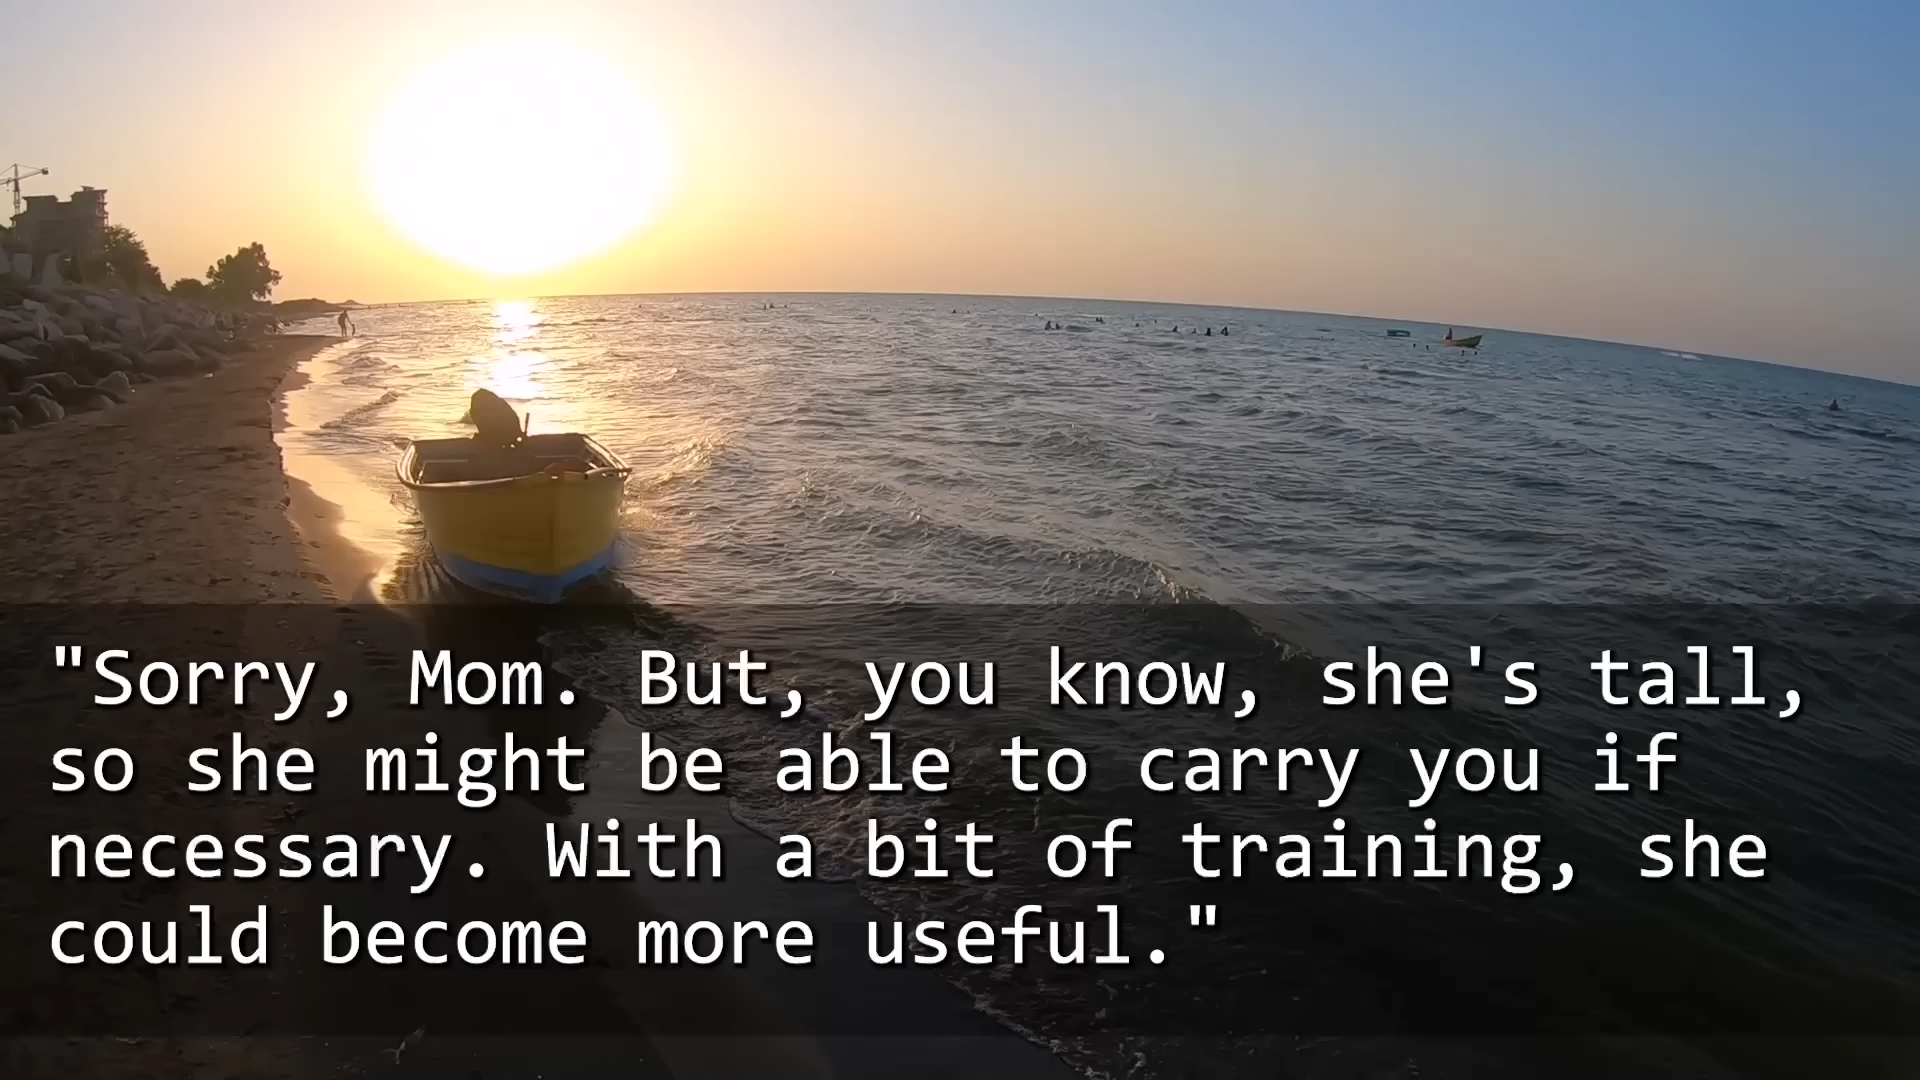 "Sorry, Mom. But, you know, she's tall,
so she might be able to carry you if
necessary. With a bit of training, she
could become more useful."